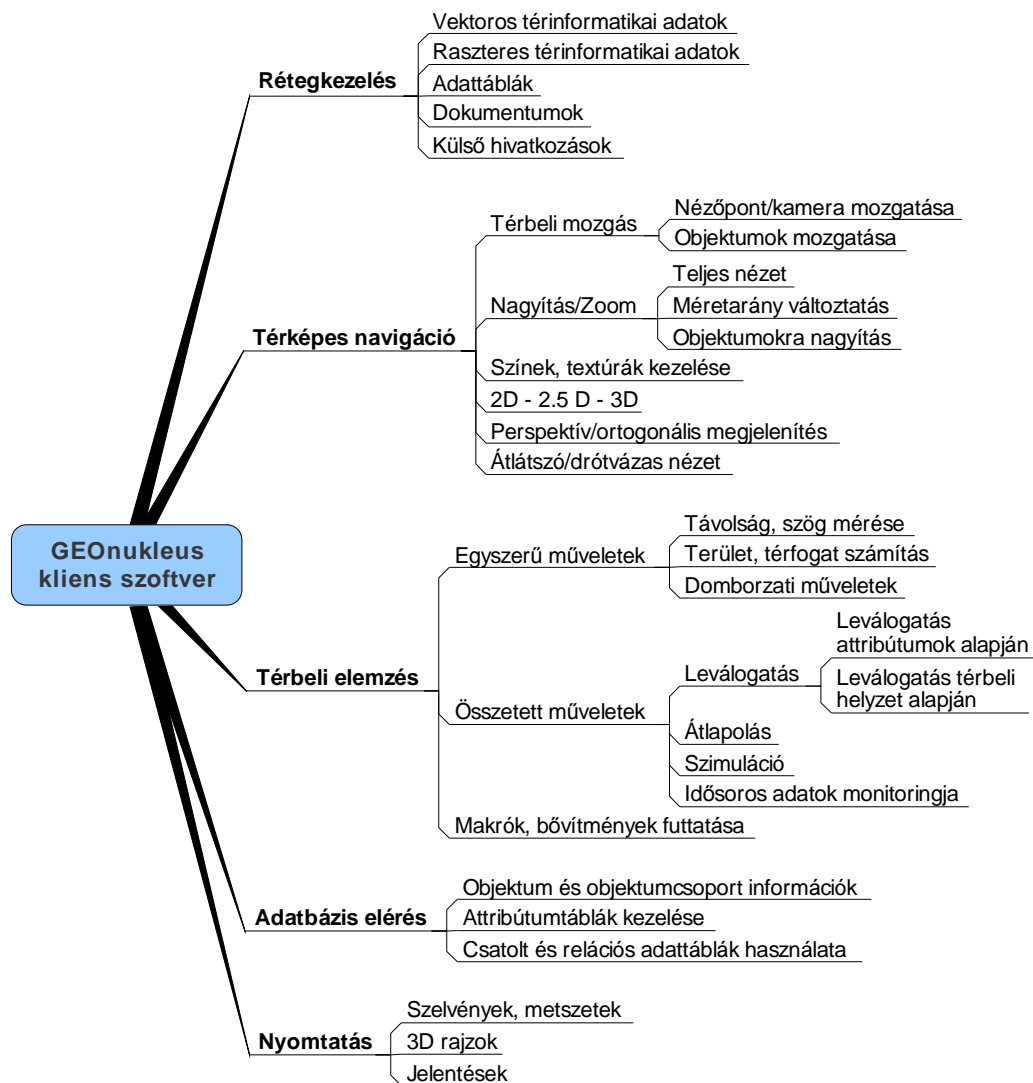 GEOnukleus
kliens szoftver
Rétegkezelés
Vektoros térinformatikai adatok
Raszteres térinformatikai adatok
Adattáblák
Dokumentumok
Külső hivatkozások
Térképes navigáció
Térbeli mozgás
Nézőpont/kamera mozgatása
Objektumok mozgatása
Nagyítás/Zoom
Teljes nézet
Méretarány változtatás
Objektumokra nagyítás
Színek, textúrák kezelése
2D - 2.5 D - 3D
Perspektív/ortogonális megjelenítés
Átlátszó/drótvázas nézet
Térbeli elemzés
Egyszerű műveletek
Távolság, szög mérése
Terület, térfogat számítás
Domborzati műveletek
Összetett műveletek
Leválogatás
Leválogatás
attribútumok alapján
Leválogatás térbeli
helyzet alapján
Átlapolás
Szimuláció
Idősoros adatok monitoringja
Makrók, bővítmények futtatása
Adatbázis elérés
Objektum és objektumcsoport információk
Attribútumtáblák kezelése
Csatolt és relációs adattáblák használata
Nyomtatás
Szelvények, metszetek
3D rajzok
Jelentések